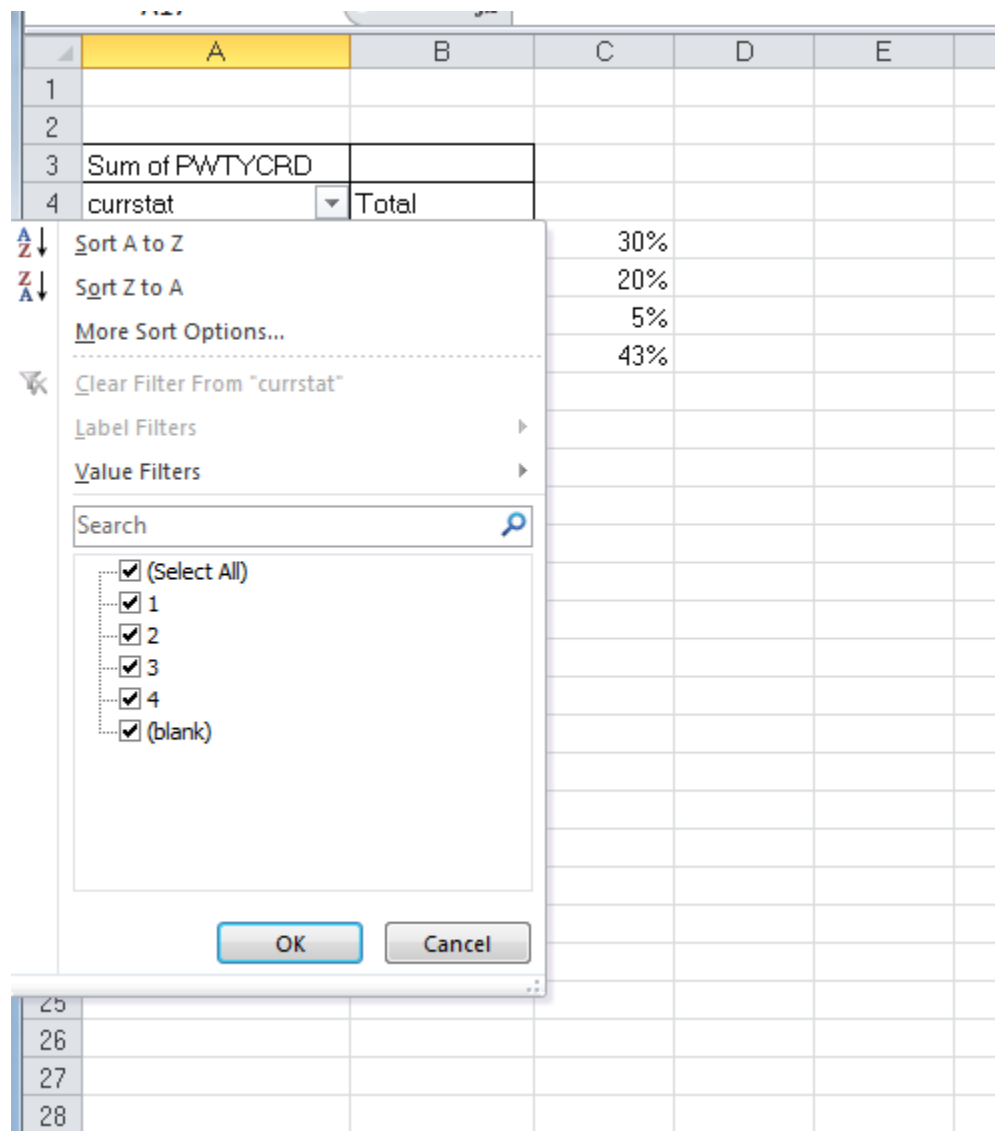 A B C D E
1
2
3 Sum of PWTYCRD
4 currstat Total
Sort A to Z 30%
Sort Z to A 20%
More Sort Options... 5%
43%
Clear Filter From "currstat"
Label Filters
Value Filters
Search
(Select All)
1
2
3
4
(blank)
OK Cancel
25
26
27
28